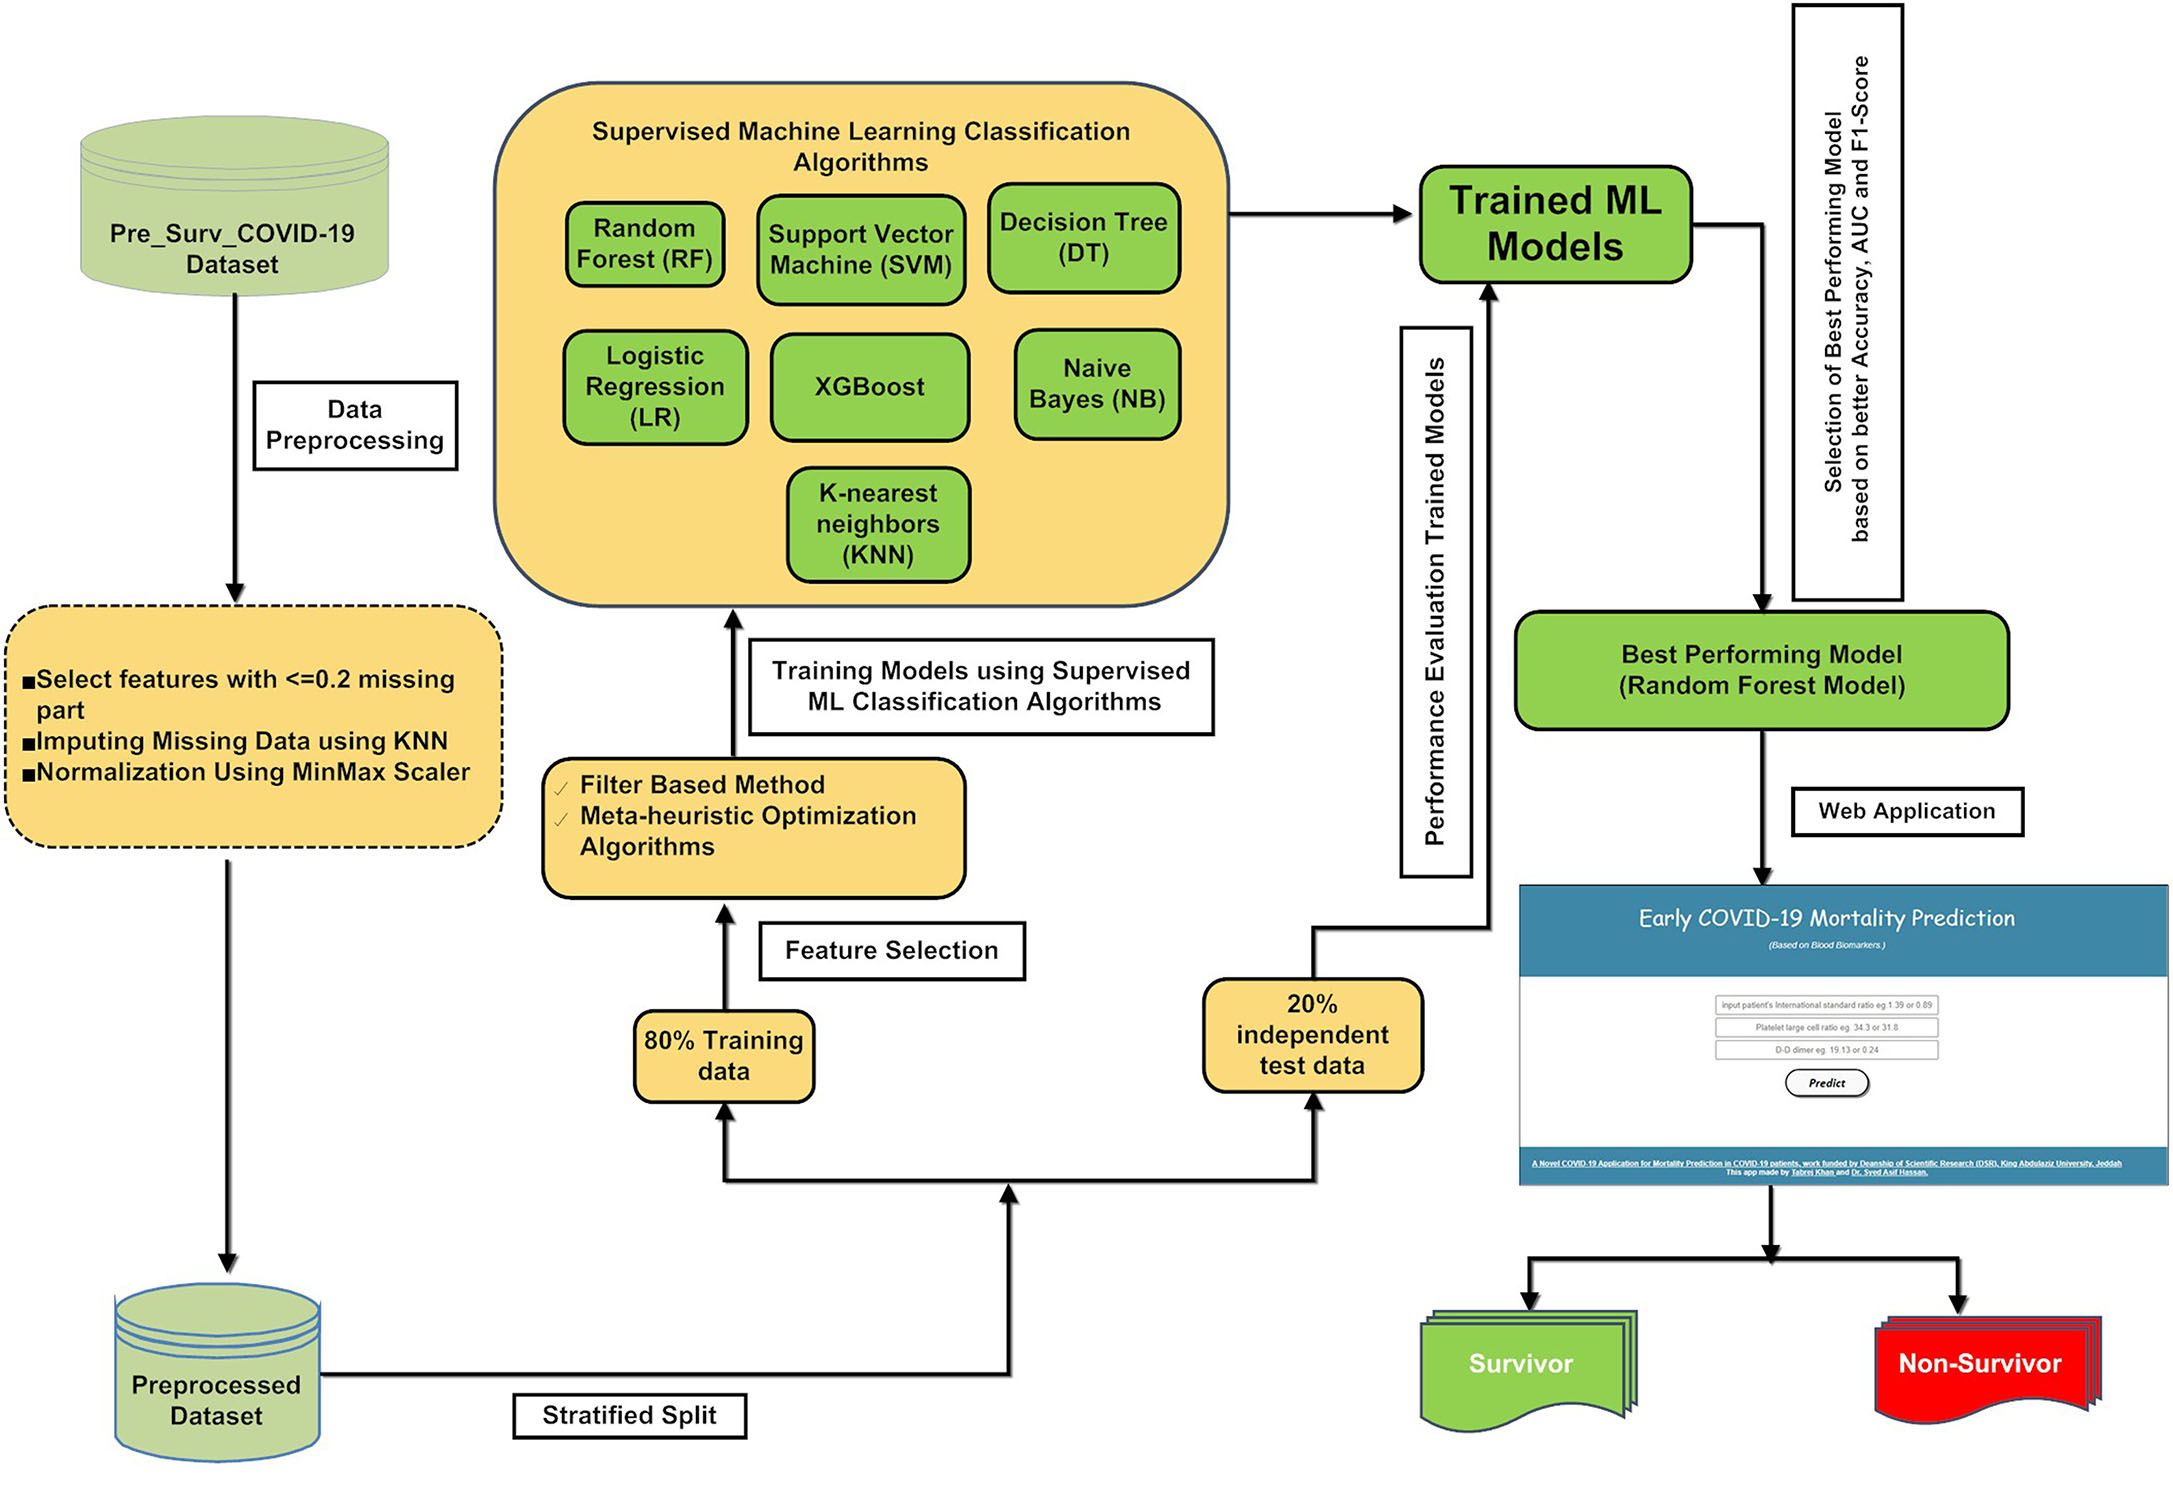 Pre_Surv_COVID-19
Dataset
Data
Preprocessing
■Select features with <=0.2 missing
part
■Imputing Missing Data using KNN
■Normalization Using MinMax Scaler
Preprocessed
Dataset
Stratified Split
80% Training
data
20%
independent
test data
Feature Selection
✓ Filter Based Method
✓ Meta-heuristic Optimization
Algorithms
Training Models using Supervised
ML Classification Algorithms
Supervised Machine Learning Classification
Algorithms
Random
Forest (RF)
Support Vector
Machine (SVM)
Decision Tree
(DT)
Logistic
Regression
(LR)
XGBoost
Naive
Bayes (NB)
K-nearest
neighbors
(KNN)
Trained ML
Models
Performance Evaluation Trained Models
Selection of Best Performing Model
based on better Accuracy, AUC and F1-Score
Best Performing Model
(Random Forest Model)
Web Application
Early COVID-19 Mortality Prediction
(Based on Blood Biomarkers.)
input patient's International standard ratio eg.1.39 or 0.89
Platelet large cell ratio eg. 34.3 or 31.8
D-D dimer eg. 19.13 or 0.24
Predict
A Novel COVID-19 Application for Mortality Prediction in COVID-19 patients, work funded by Deanship of Scientific Research (DSR), King Abdulaziz University, Jeddah
This app made by Tabrej Khan and Dr. Syed Asif Hassan.
Survivor
Non-Survivor